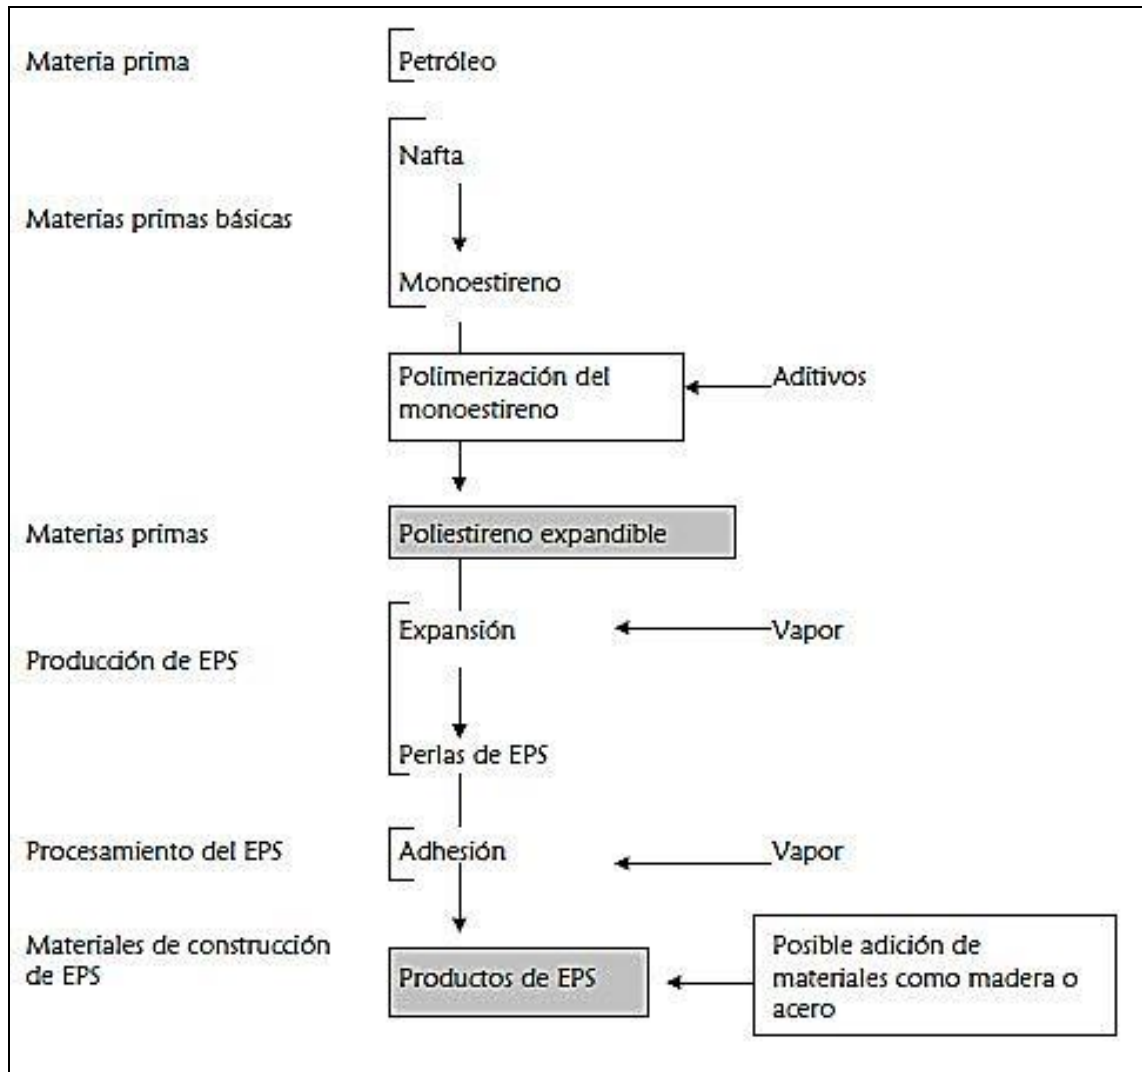 Materia prima
Petróleo
Nafta
Materias primas básicas
Monoestireno
Polimerización del
monoestireno
Aditivos
Materias primas
Poliestireno expandible
Expansión
Vapor
Producción de EPS
Perlas de EPS
Procesamiento del EPS
Adhesión
Vapor
Materiales de construcción
de EPS
Productos de EPS
Posible adición de
materiales como madera o
acero